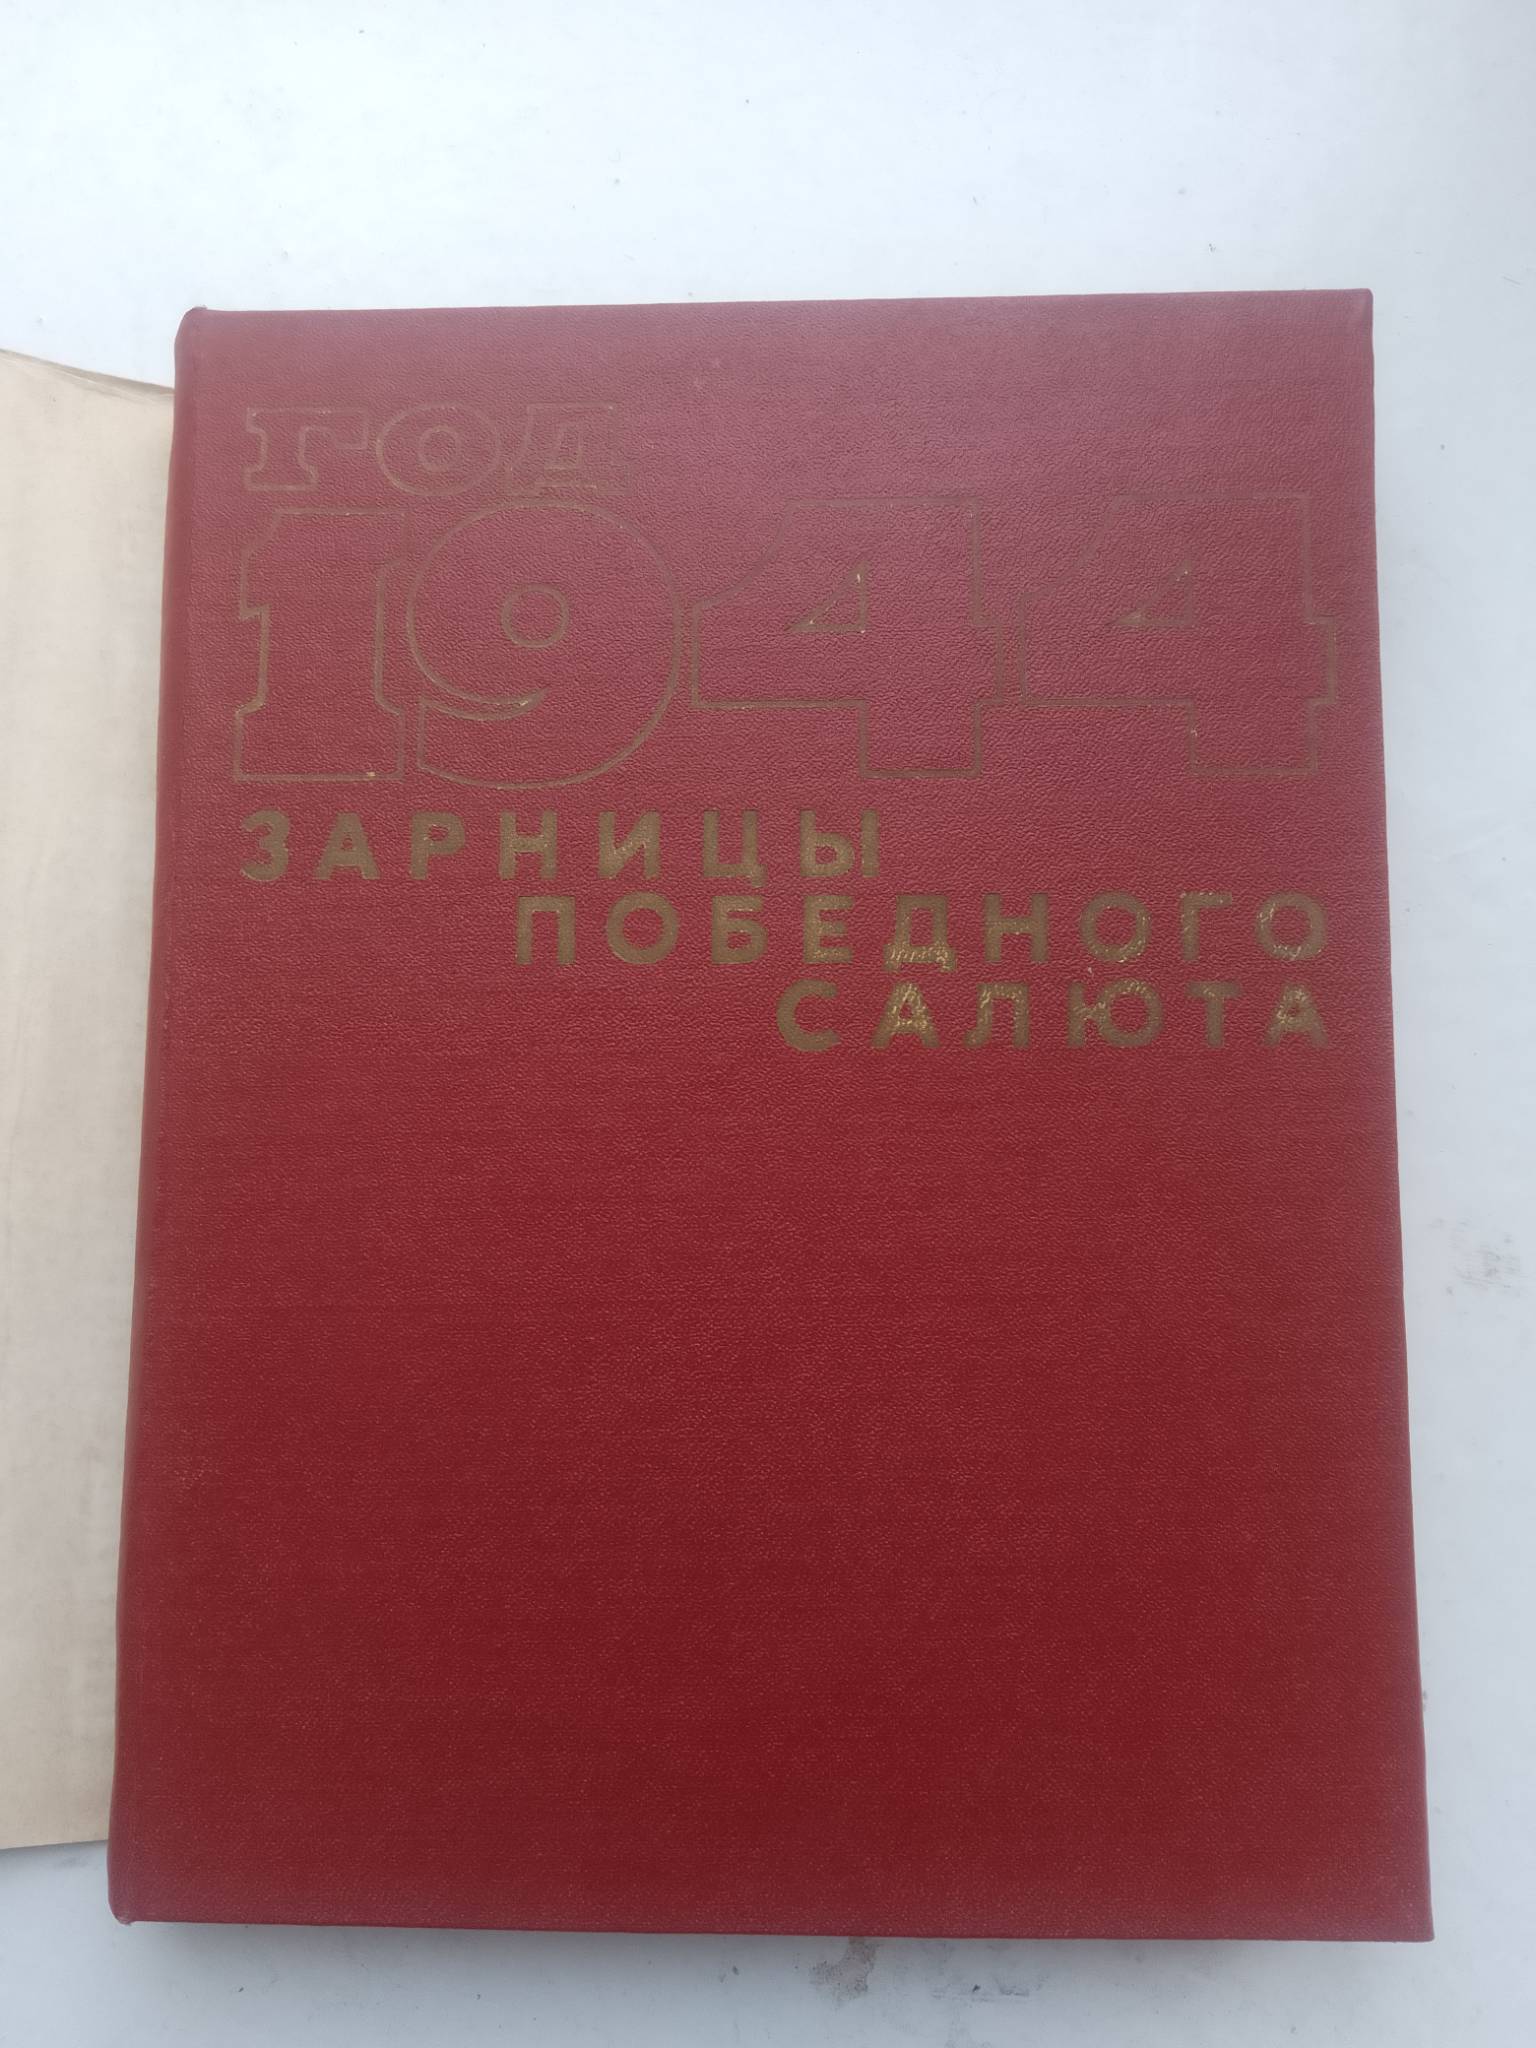 ГОД
1944
ЗАРНИЦЫ
ПОБЕДНОГО
САЛЮТА